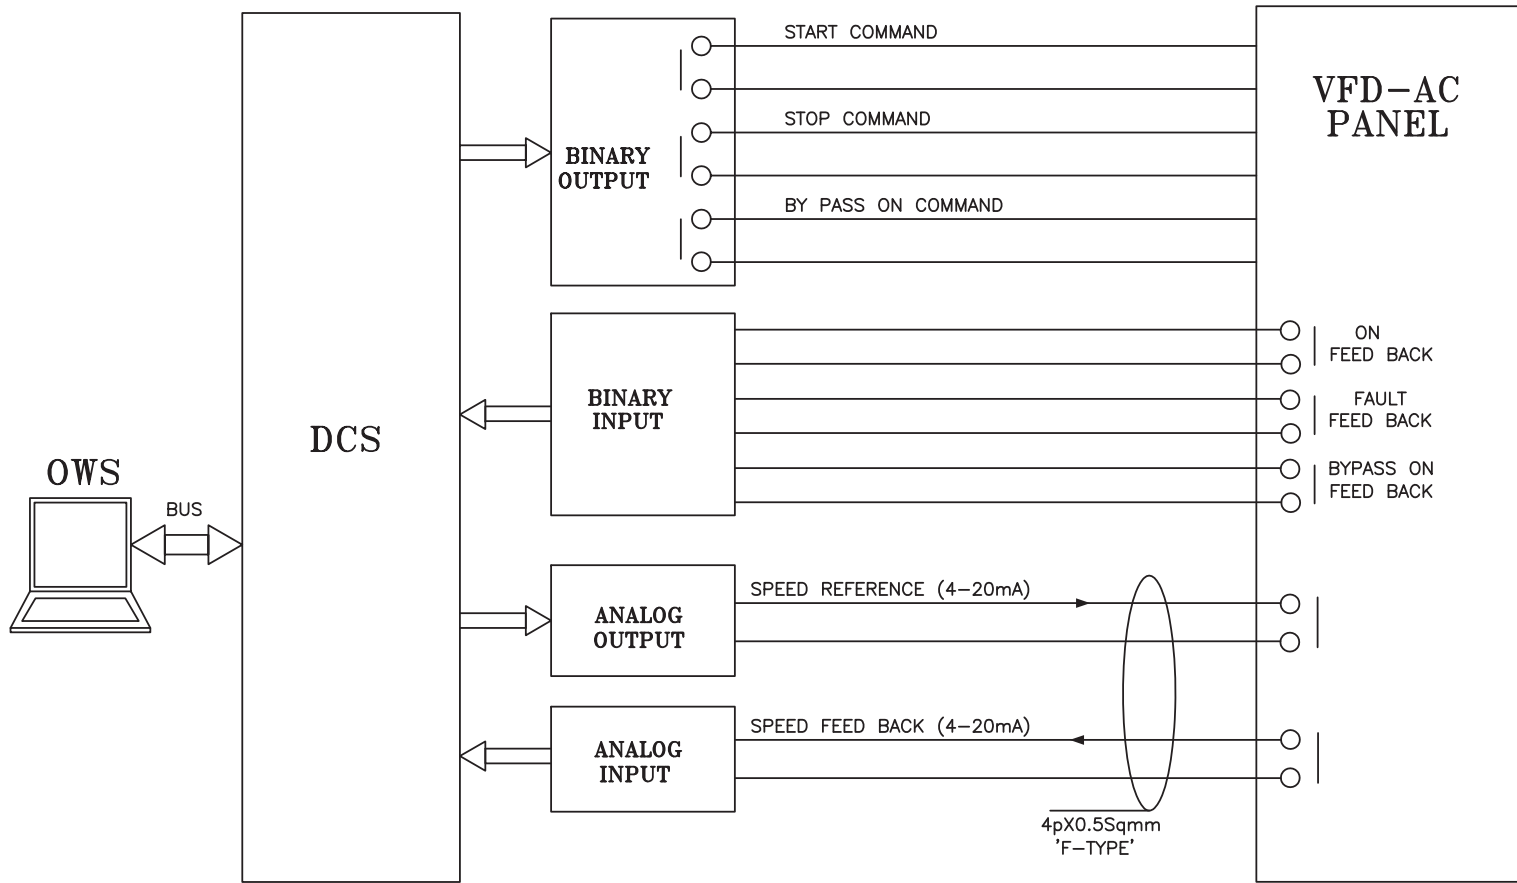 START COMMAND
VFD-AC
PANEL
STOP COMMAND
BINARY
OUTPUT
BY PASS ON COMMAND
ON
FEED BACK
BINARY
INPUT
FAULT
FEED BACK
DCS
OWS
BYPASS ON
FEED BACK
BUS
SPEED REFERENCE (4-20mA)
ANALOG
OUTPUT
SPEED FEED BACK (4-20mA)
ANALOG
INPUT
4pX0.5Sqmm
'F-TYPE'